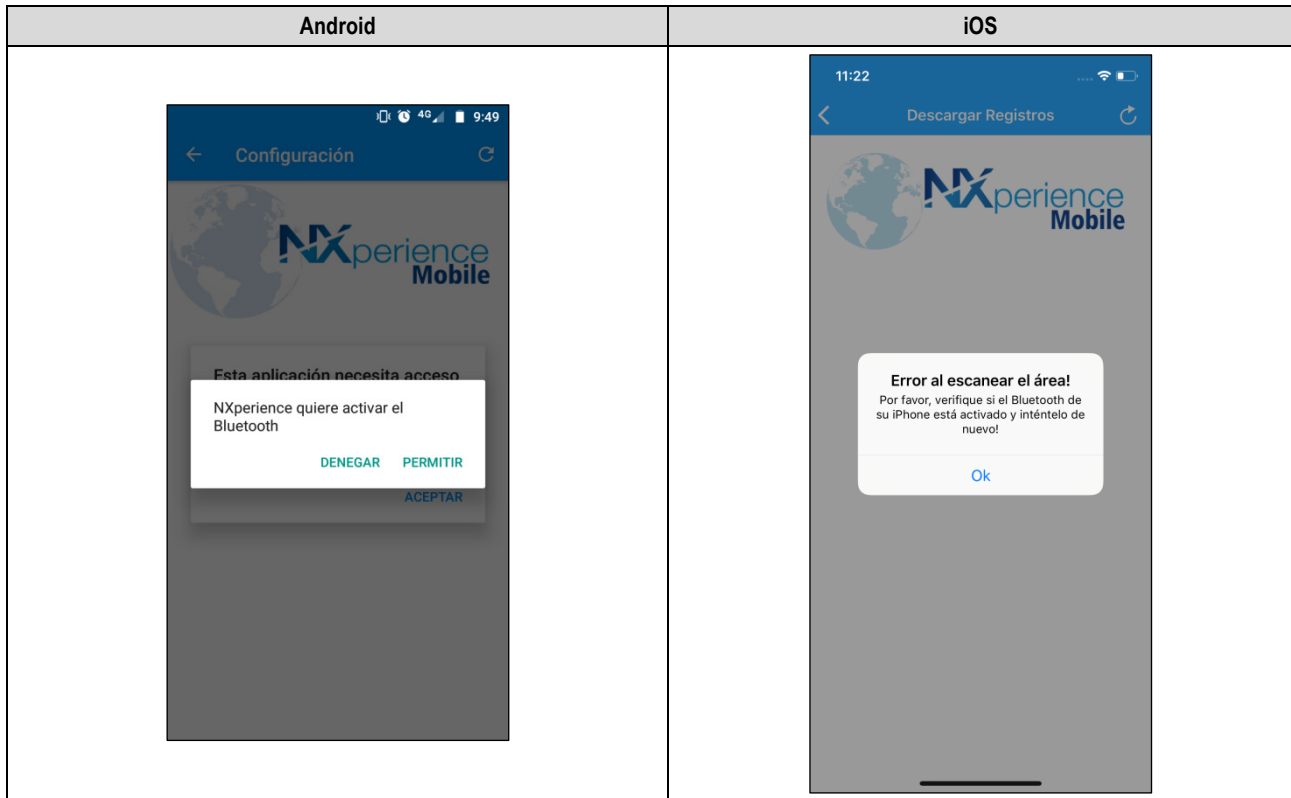 Android
iOS
4G 9:49
Configuración
NXperience
Mobile
Esta aplicación necesita acceso
NXperience quiere activar el
Bluetooth
DENEGAR PERMITIR
ACEPTAR
11:22
Descargar Registros
NXperience
Mobile
Error al escanear el área!
Por favor, verifique si el Bluetooth de
su iPhone está activado y inténtelo de
nuevo!
Ok